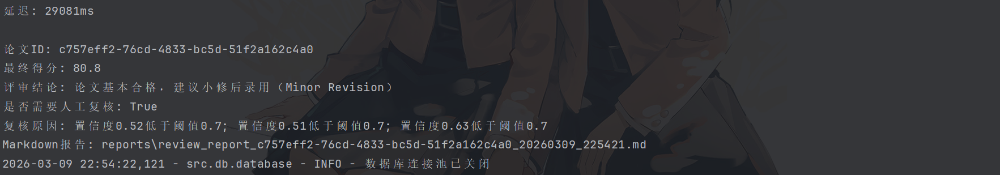 延迟: 29081ms
论文ID: c757eff2-76cd-4833-bc5d-51f2a162c4a0
最终得分: 80.8
评审结论: 论文基本合格，建议小修后录用（Minor Revision）
是否需要人工复核: True
复核原因: 置信度0.52低于阈值0.7; 置信度0.51低于阈值0.7; 置信度0.63低于阈值0.7
Markdown报告: reports\review_report_c757eff2-76cd-4833-bc5d-51f2a162c4a0_20260309_225421.md
2026-03-09 22:54:22,121 - src.db.database - INFO - 数据库连接池已关闭